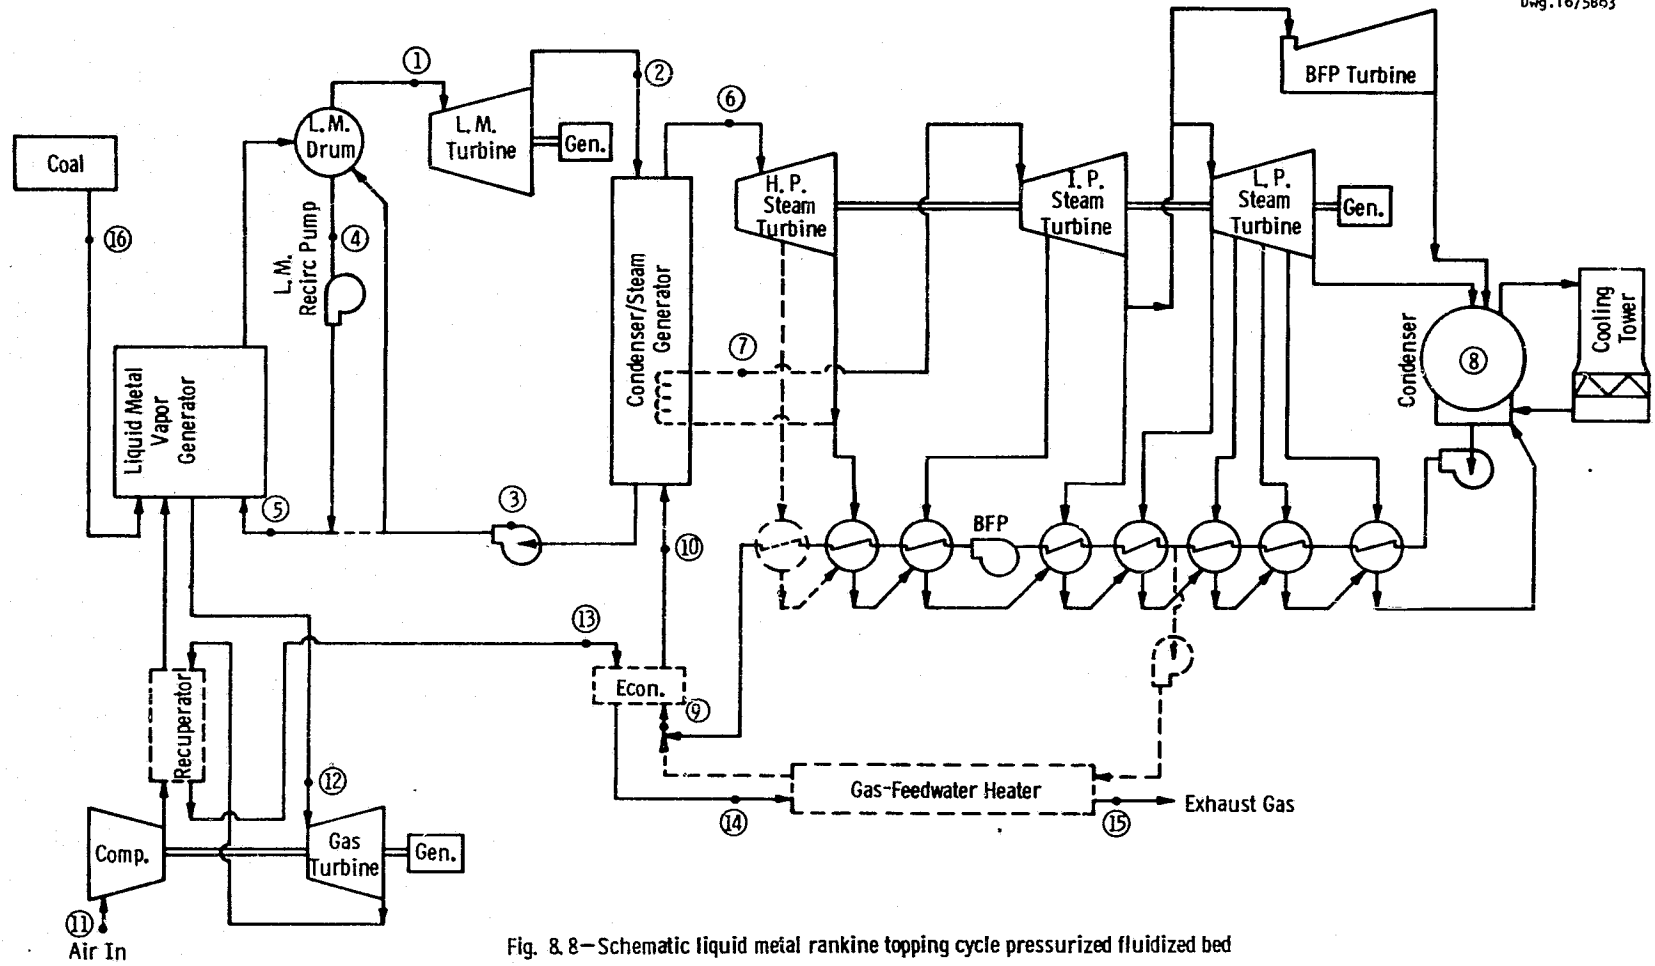 Dwg.1675B63
①
②
⑥
BFP Turbine
L. M.
Drum
L. M.
Turbine
Gen.
Coal
H. P.
Steam
Turbine
I. P.
Steam
Turbine
L. P.
Steam
Turbine
Gen.
⑯
④
L. M.
Recirc Pump
Condenser/Steam
Generator
⑦
Condenser
⑧
Cooling
Tower
Liquid Metal
Vapor
Generator
⑤
③
⑩
BFP
⑬
Econ.
⑨
Recuperator
⑫
Gas-Feedwater Heater
Exhaust Gas
⑭
⑮
Comp.
Gas
Turbine
Gen.
⑪
Air In
Fig. 8.8—Schematic liquid metal rankine topping cycle pressurized fluidized bed